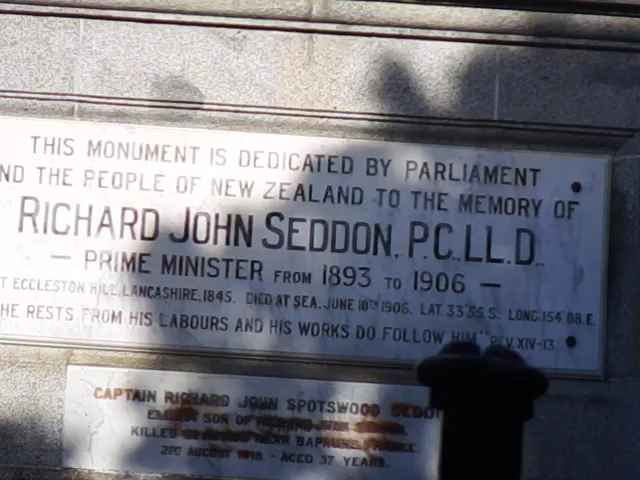 THIS MONUMENT IS DEDICATED BY PARLIAMENT
ND THE PEOPLE OF NEW ZEALAND TO THE MEMORY OF
RICHARD JOHN SEDDON, P.C., LL.D.
— PRIME MINISTER FROM 1893 TO 1906 —
T ECCLESTON HILL, LANCASHIRE, 1845. DIED AT SEA, JUNE 10TH 1906. LAT. 33°55'S. LONG. 154°08'E.
HE RESTS FROM HIS LABOURS AND HIS WORKS DO FOLLOW HIM." REV. XIV-13.
CAPTAIN RICHARD JOHN SPOTSWOOD SEDD
SON OF RICHARD JOHN SEDDON
KILLED NEAR BAPAUME, FRANCE
21ST AUGUST 1918 - AGED 37 YEARS.